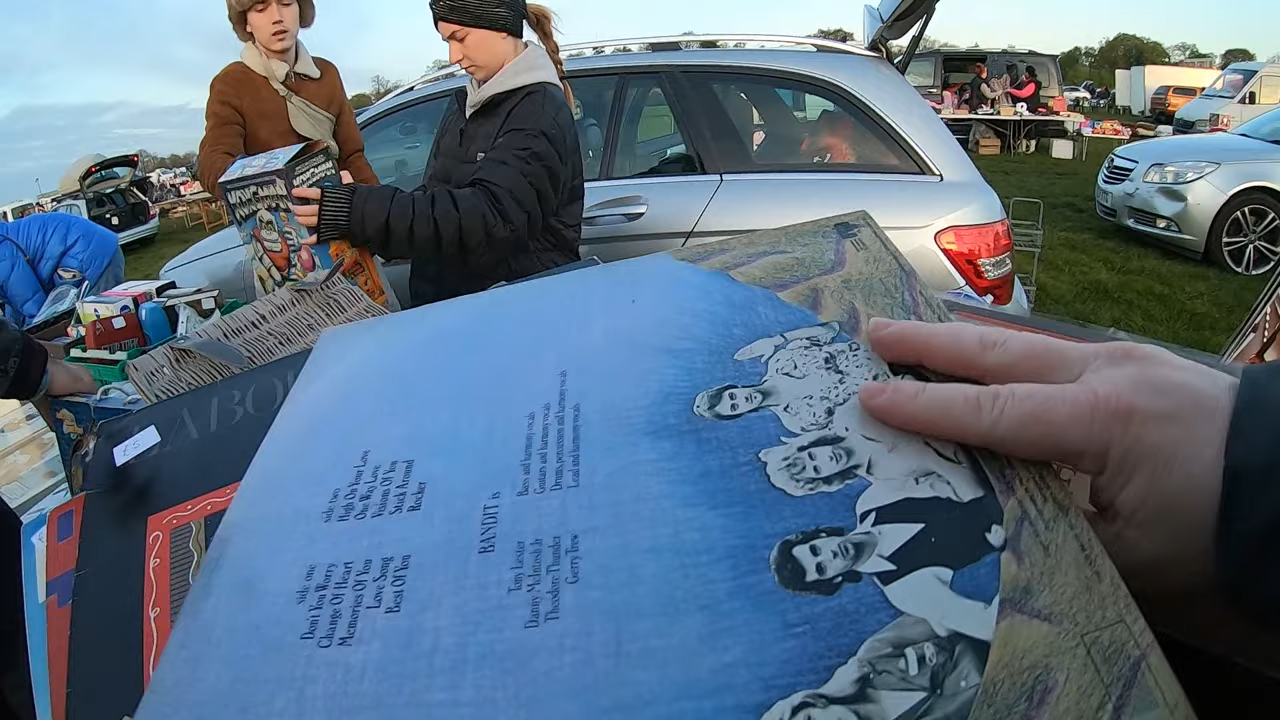 side one
Don't You Worry
Change Of Heart
Memories Of You
Love Song
Best Of You
side two
High On Your Love
One Way Love
Visions Of You
Stick Around
Rocker
BANDIT is
Tony Lester Bass and harmony vocals
Danny McIntosh Jr Guitars and harmony vocals
Theodore Thunder Drums, percussion and harmony vocals
Gerry Trew Lead and harmony vocals
£5